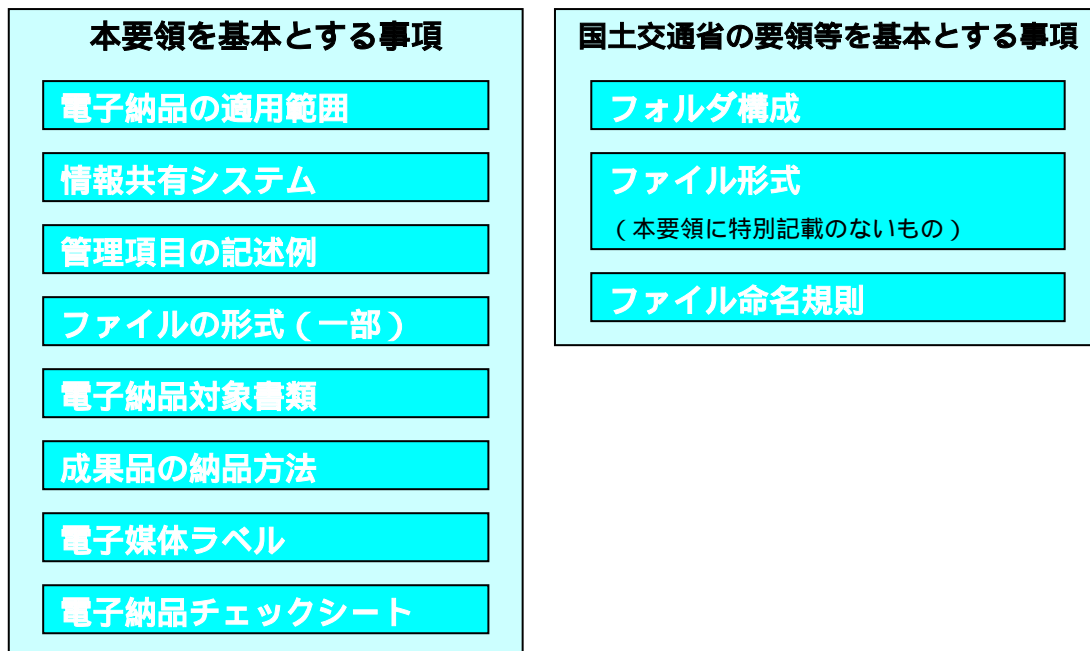 本要領を基本とする事項
電子納品の適用範囲
情報共有システム
管理項目の記述例
ファイルの形式(一部)
電子納品対象書類
成果品の納品方法
電子媒体ラベル
電子納品チェックシート
国土交通省の要領等を基本とする事項
フォルダ構成
ファイル形式
(本要領に特別記載のないもの)
ファイル命名規則